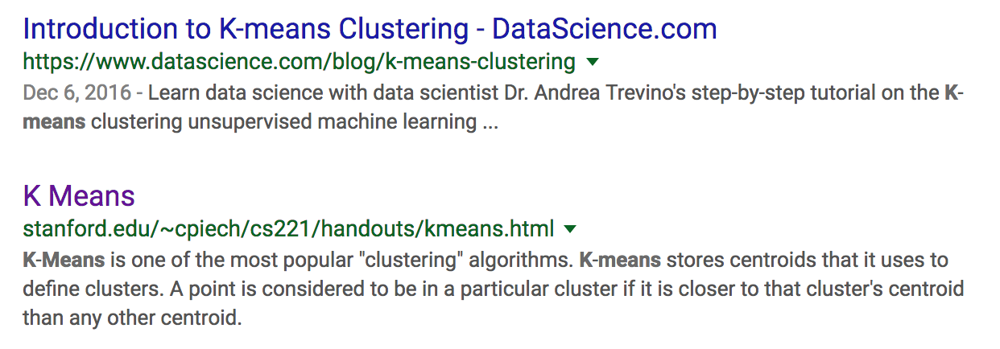 Introduction to K-means Clustering - DataScience.com
https://www.datascience.com/blog/k-means-clustering
Dec 6, 2016 - Learn data science with data scientist Dr. Andrea Trevino's step-by-step tutorial on the K-
means clustering unsupervised machine learning ...
K Means
stanford.edu/~cpiech/cs221/handouts/kmeans.html
K-Means is one of the most popular "clustering" algorithms. K-means stores centroids that it uses to
define clusters. A point is considered to be in a particular cluster if it is closer to that cluster's centroid
than any other centroid.